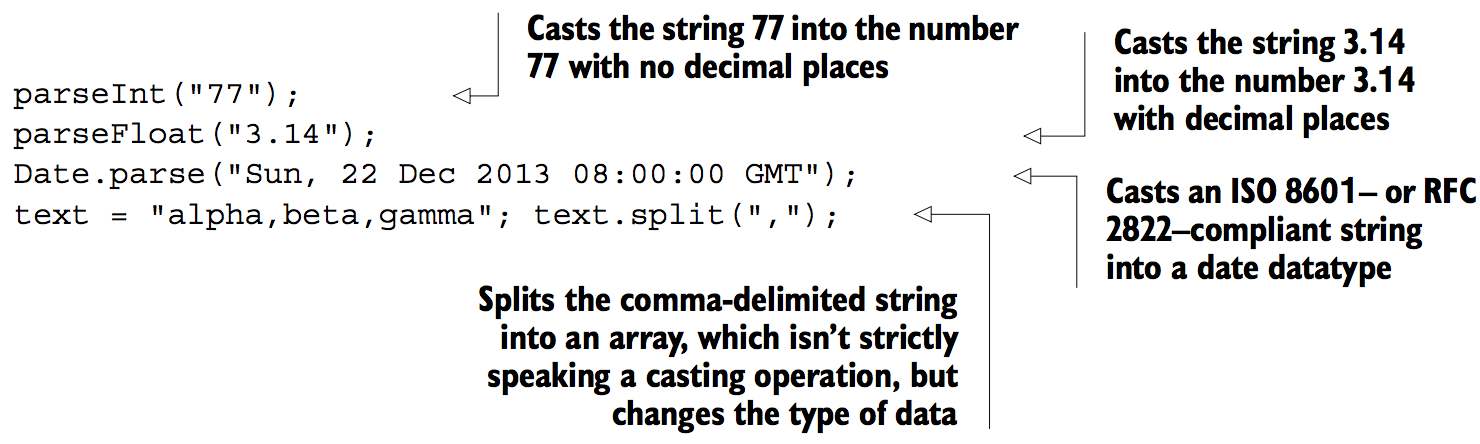 Casts the string 77 into the number
77 with no decimal places
Casts the string 3.14
into the number 3.14
with decimal places
parseInt("77");
parseFloat("3.14");
Date.parse("Sun, 22 Dec 2013 08:00:00 GMT");
text = "alpha,beta,gamma"; text.split(",");
Casts an ISO 8601– or RFC
2822–compliant string
into a date datatype
Splits the comma-delimited string
into an array, which isn’t strictly
speaking a casting operation, but
changes the type of data